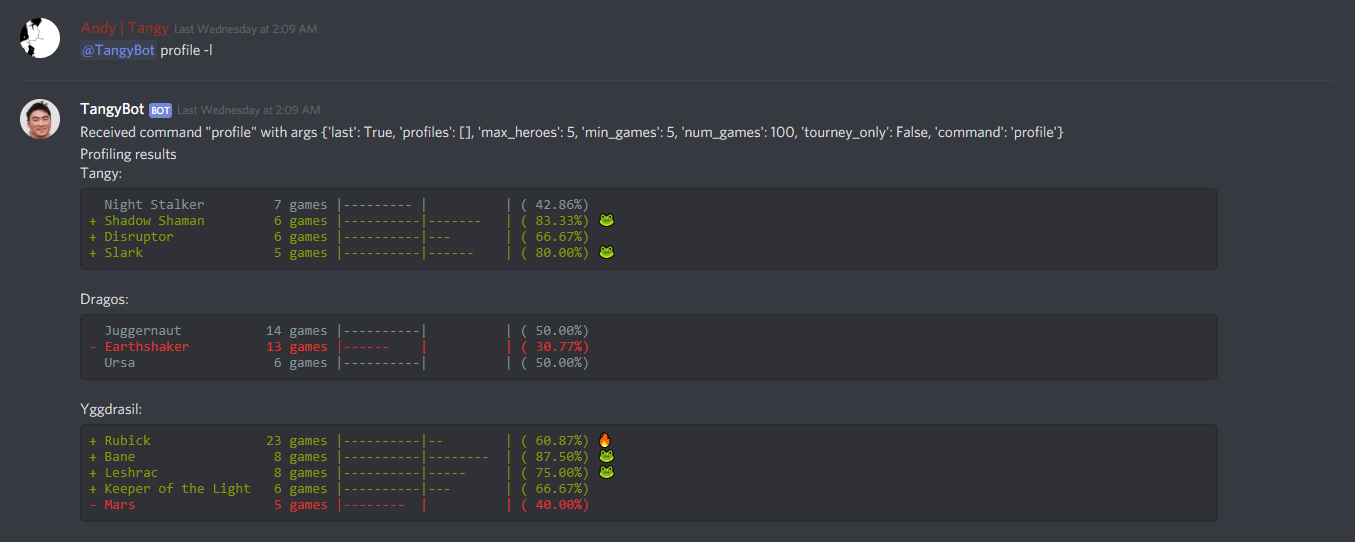 Andy | Tangy Last Wednesday at 2:09 AM
@TangyBot profile -l
TangyBot BOT Last Wednesday at 2:09 AM
Received command "profile" with args {'last': True, 'profiles': [], 'max_heroes': 5, 'min_games': 5, 'num_games': 100, 'tourney_only': False, 'command': 'profile'}
Profiling results
Tangy:
  Night Stalker         7 games |--------- |          | ( 42.86%)
+ Shadow Shaman         6 games |----------|-------   | ( 83.33%) 🐸
+ Disruptor             6 games |----------|---       | ( 66.67%)
+ Slark                 5 games |----------|------    | ( 80.00%) 🐸
Dragos:
  Juggernaut           14 games |----------|          | ( 50.00%)
- Earthshaker          13 games |------    |          | ( 30.77%)
  Ursa                  6 games |----------|          | ( 50.00%)
Yggdrasil:
+ Rubick               23 games |----------|--        | ( 60.87%) 🔥
+ Bane                  8 games |----------|--------  | ( 87.50%) 🐸
+ Leshrac               8 games |----------|-----     | ( 75.00%) 🐸
+ Keeper of the Light   6 games |----------|---       | ( 66.67%)
- Mars                  5 games |--------  |          | ( 40.00%)